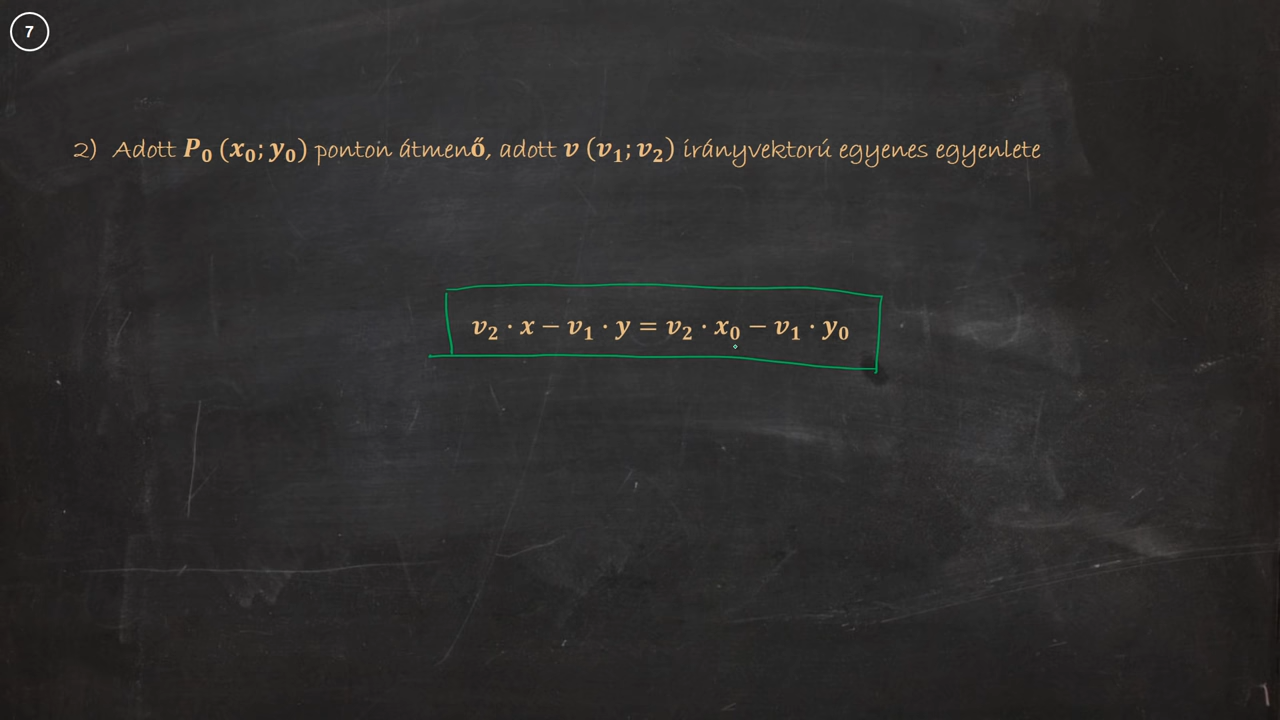 7
2) Adott P₀ (x₀; y₀) ponton átmenő, adott v (v₁; v₂) irányvektorú egyenes egyenlete
v₂ · x − v₁ · y = v₂ · x₀ − v₁ · y₀